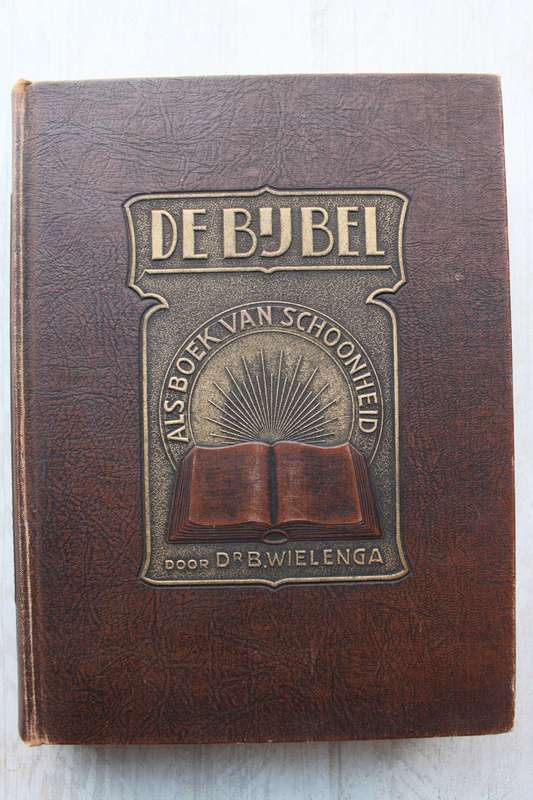 DE BIJBEL
ALS BOEK VAN SCHOONHEID
DOOR DR B. WIELENGA